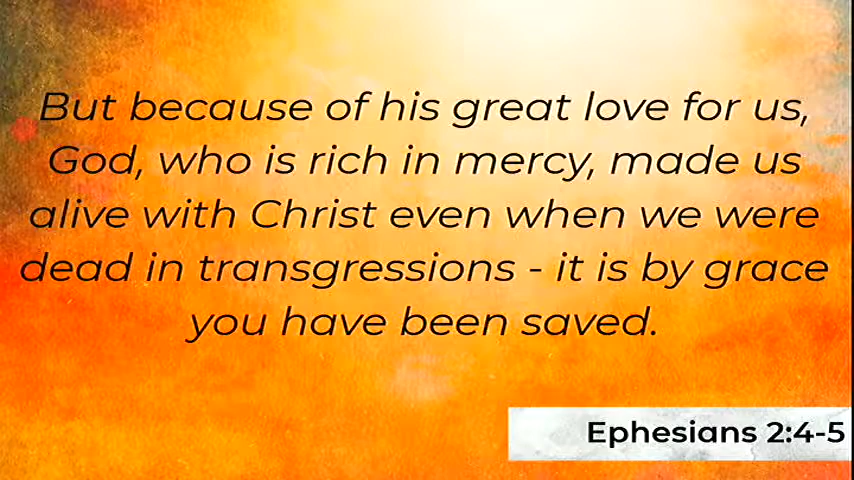 But because of his great love for us,
God, who is rich in mercy, made us
alive with Christ even when we were
dead in transgressions - it is by grace
you have been saved.
Ephesians 2:4-5